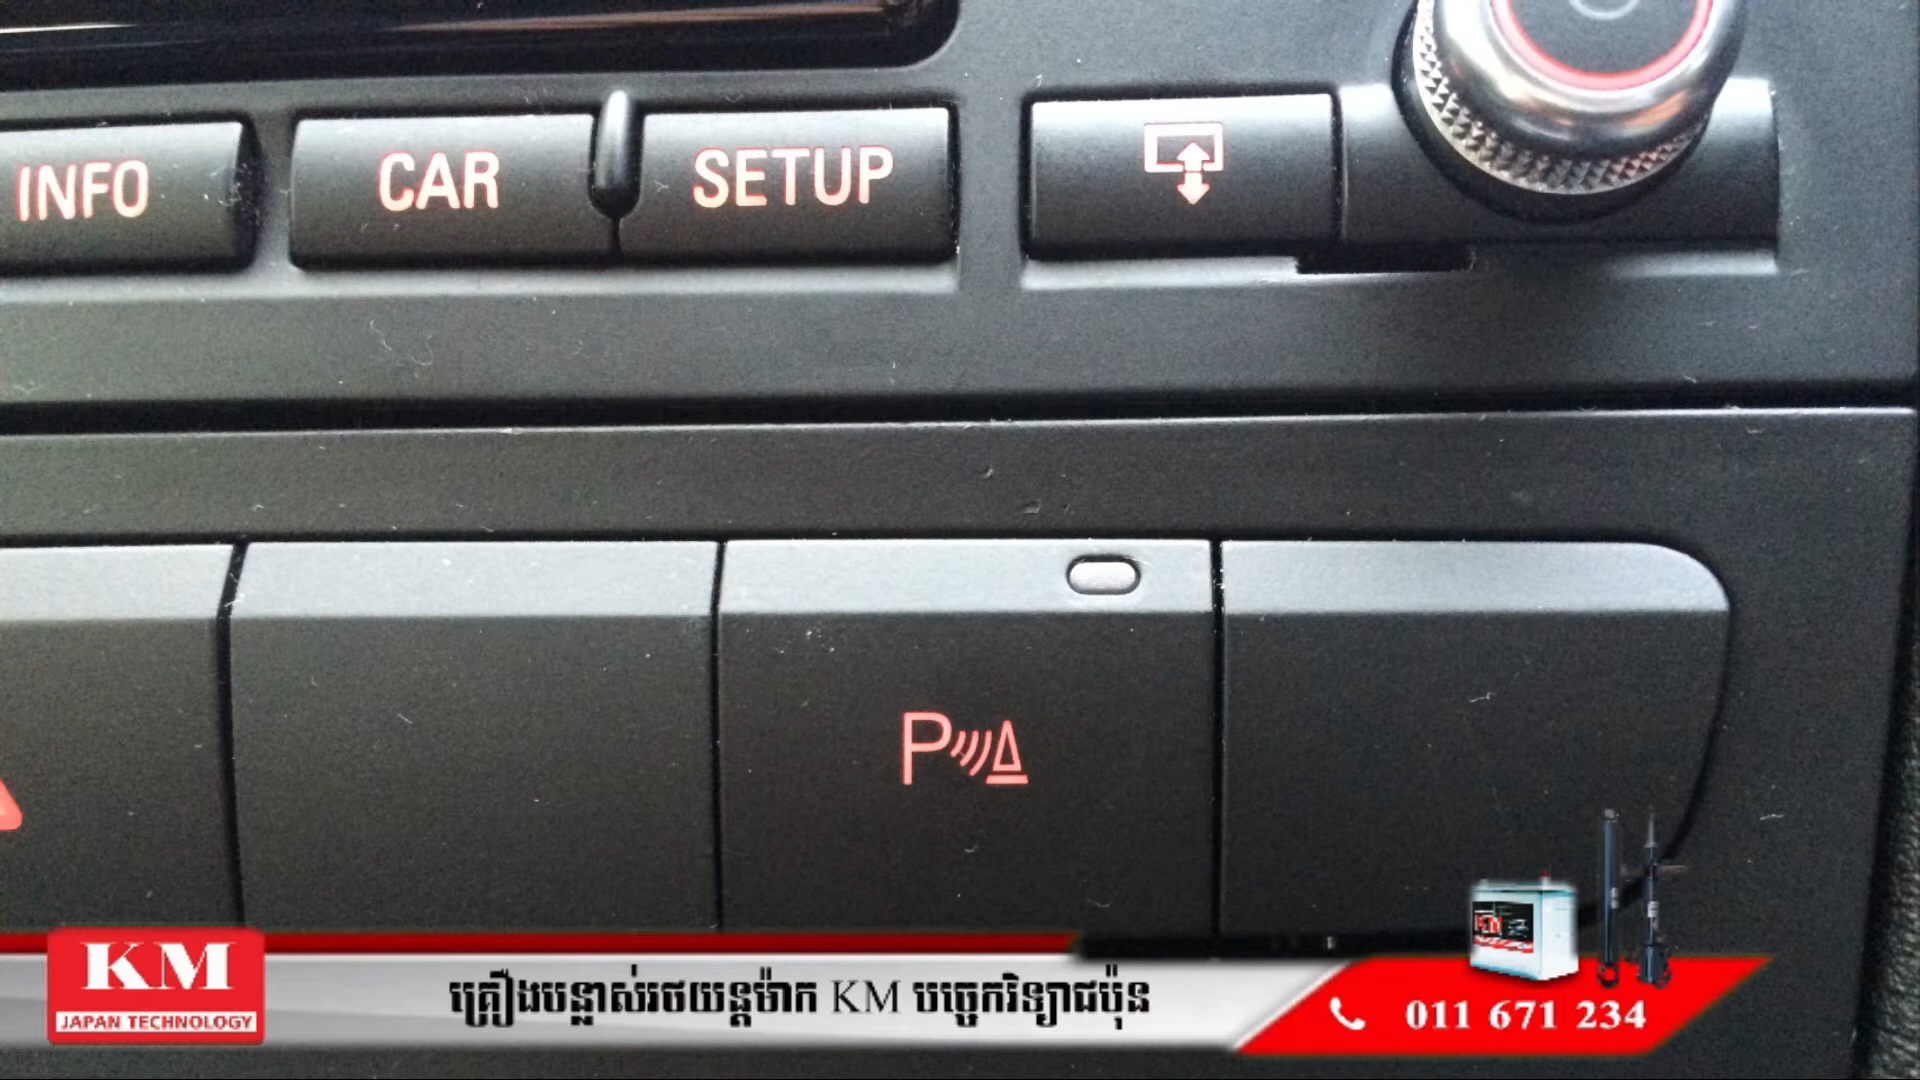 INFO
CAR
SETUP
P
KM
JAPAN TECHNOLOGY
គ្រឿងបន្លាស់រថយន្តម៉ាក KM បច្ចេកវិទ្យាជប៉ុន
011 671 234